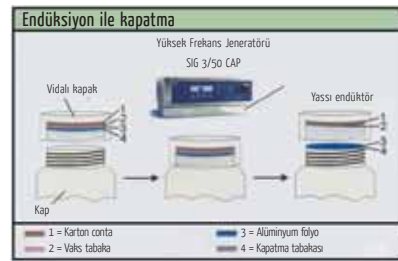 Endüksiyon ile kapatma
Yüksek Frekans Jeneratörü
SIG 3/50 CAP
Vidalı kapak
Yassı endüktör
Kap
1 = Karton conta
3 = Alüminyum folyo
2 = Vaks tabaka
4 = Kapatma tabakası